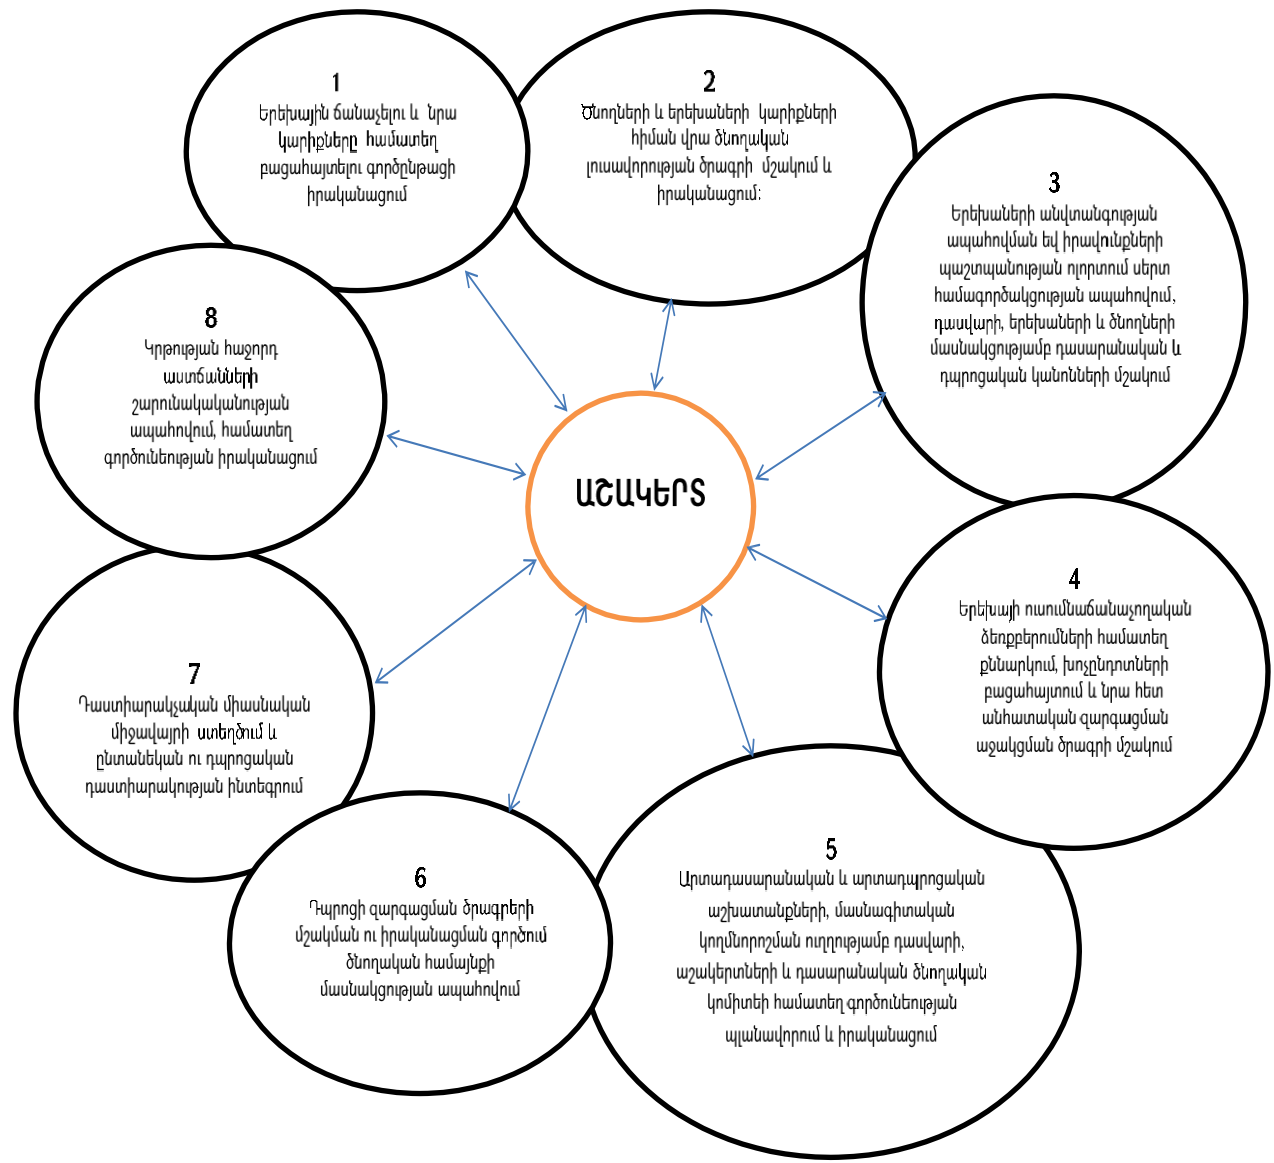 1
Երեխային ճանաչելու և նրա
կարիքները համատեղ
բացահայտելու գործընթացի
իրականացում
2
Ծնողների և երեխաների կարիքների
հիման վրա ծնողական
լուսավորության ծրագրի մշակում և
իրականացում:
3
Երեխաների անվտանգության
ապահովման եվ իրավունքների
պաշտպանության ոլորտում սերտ
համագործակցության ապահովում,
դասվարի, երեխաների և ծնողների
մասնակցությամբ դասարանական և
դպրոցական կանոնների մշակում
8
Կրթության հաջորդ
աստճանների
շարունակականության
ապահովում, համատեղ
գործունեության իրականացում
ԱՇԱԿԵՐՏ
4
Երեխայի ուսումնաճանաչողական
ձեռքբերումների համատեղ
քննարկում, խոչընդոտների
բացահայտում և նրա հետ
անհատական զարգացման
աջակցման ծրագրի մշակում
7
Դաստիարակչական միասնական
միջավայրի ստեղծում և
ընտանեկան ու դպրոցական
դաստիարակության ինտեգրում
6
Դպրոցի զարգացման ծրագրերի
մշակման ու իրականացման գործում
ծնողական համայնքի
մասնակցության ապահովում
5
Արտադասարանական և արտադպրոցական
աշխատանքների, մասնագիտական
կողմնորոշման ուղղությամբ դասվարի,
աշակերտների և դասարանական ծնողական
կոմիտեի համատեղ գործունեության
պլանավորում և իրականացում